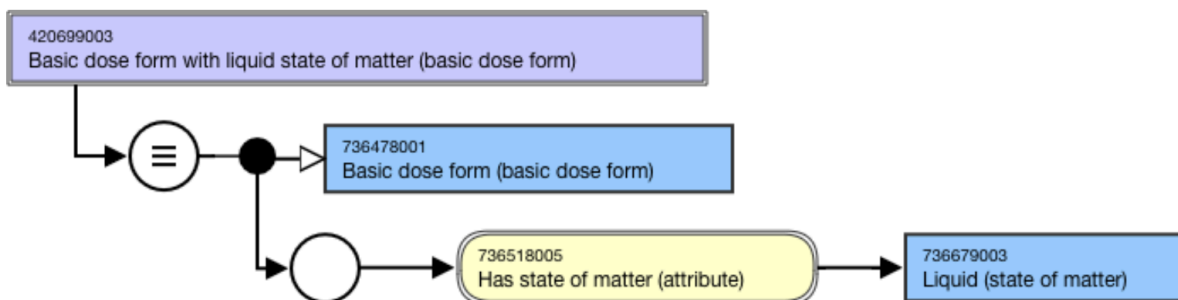 420699003
Basic dose form with liquid state of matter (basic dose form)
736478001
Basic dose form (basic dose form)
736518005
Has state of matter (attribute)
736679003
Liquid (state of matter)